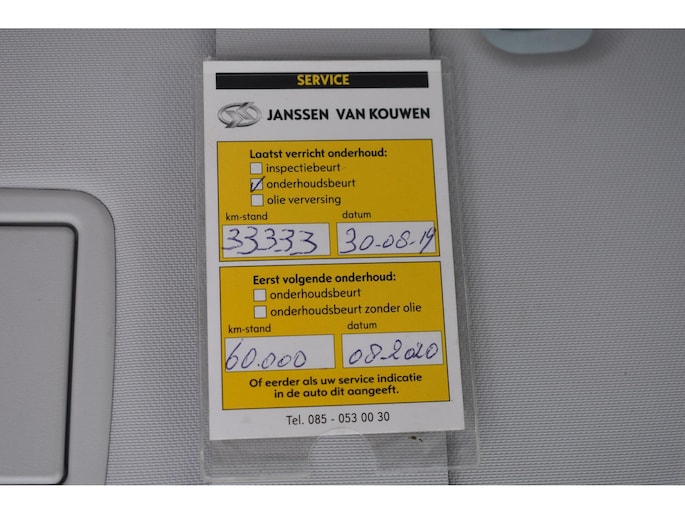 SERVICE
JANSSEN VAN KOUWEN
Laatst verricht onderhoud:
inspectiebeurt
onderhoudsbeurt
olie verversing
km-stand datum
33333 30-08-19
Eerst volgende onderhoud:
onderhoudsbeurt
onderhoudsbeurt zonder olie
km-stand datum
60.000 08-2020
Of eerder als uw service indicatie
in de auto dit aangeeft.
Tel. 085 - 053 00 30